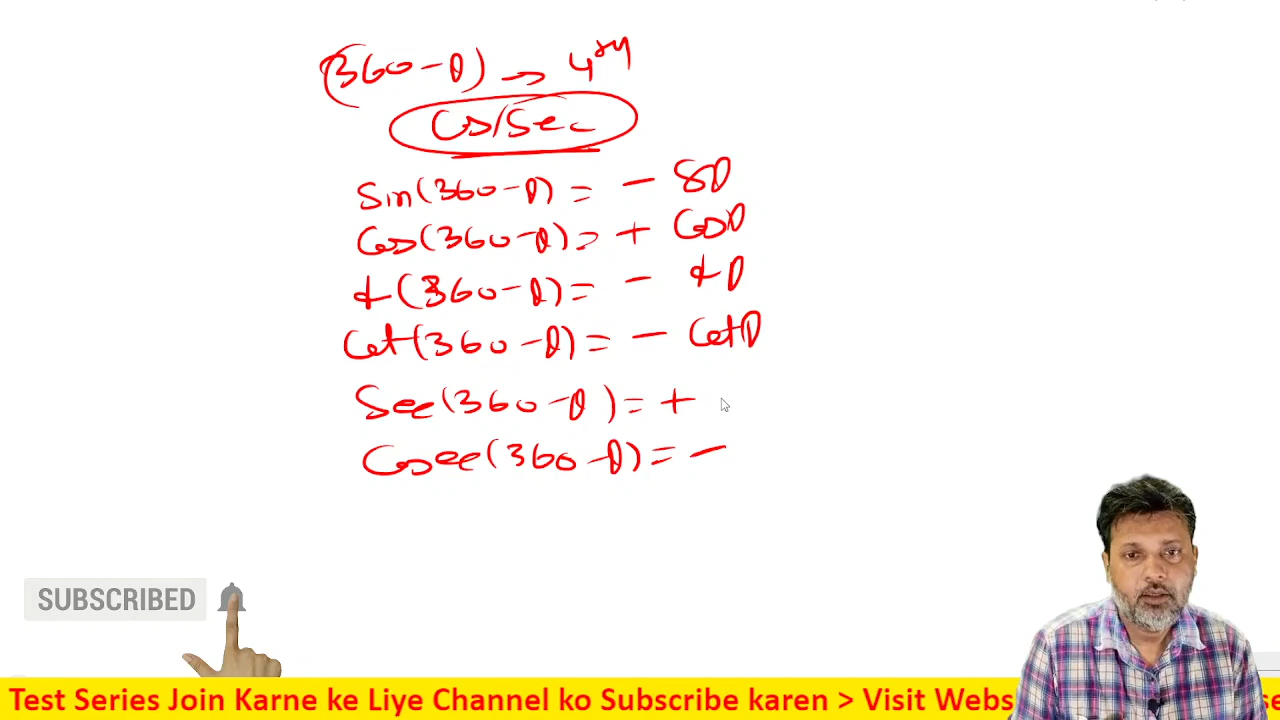 (360-θ) → 4th
Cos/Sec
Sin(360-θ) = - Sθ
Cos(360-θ) = + Cosθ
t(360-θ) = - tθ
Cot(360-θ) = - Cotθ
Sec(360-θ) = +
Cosec(360-θ) = -
SUBSCRIBED
Test Series Join Karne ke Liye Channel ko Subscribe karen > Visit Webs se